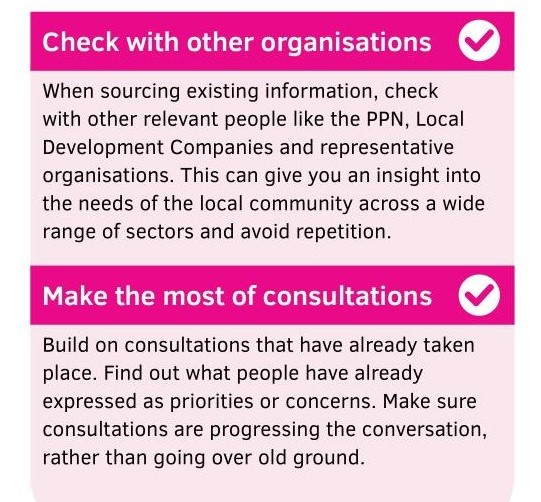 Check with other organisations
When sourcing existing information, check
with other relevant people like the PPN, Local
Development Companies and representative
organisations. This can give you an insight into
the needs of the local community across a wide
range of sectors and avoid repetition.
Make the most of consultations
Build on consultations that have already taken
place. Find out what people have already
expressed as priorities or concerns. Make sure
consultations are progressing the conversation,
rather than going over old ground.